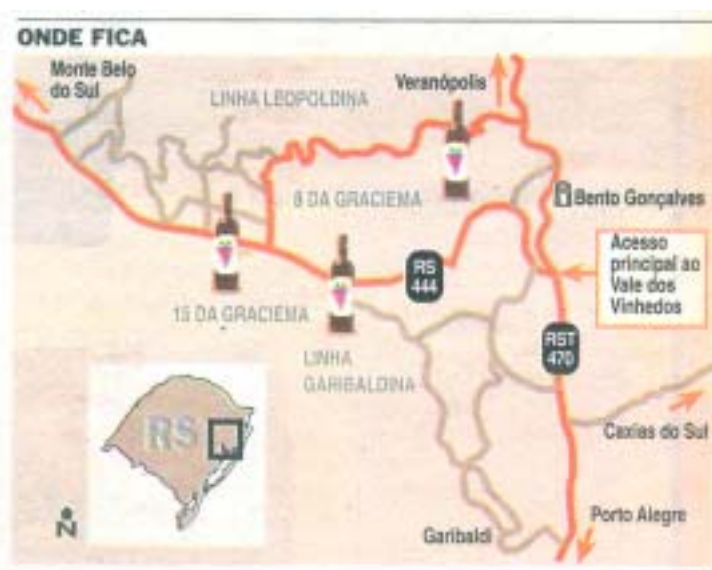 ONDE FICA
Monte Belo
do Sul
LINHA LEOPOLDINA
Veranópolis
8 DA GRACIEMA
Bento Gonçalves
Acesso
principal ao
Vale dos
Vinhedos
RS
444
15 DA GRACIEMA
LINHA
GARIBALDINA
RST
470
RS
Caxias do Sul
Porto Alegre
Garibaldi
N